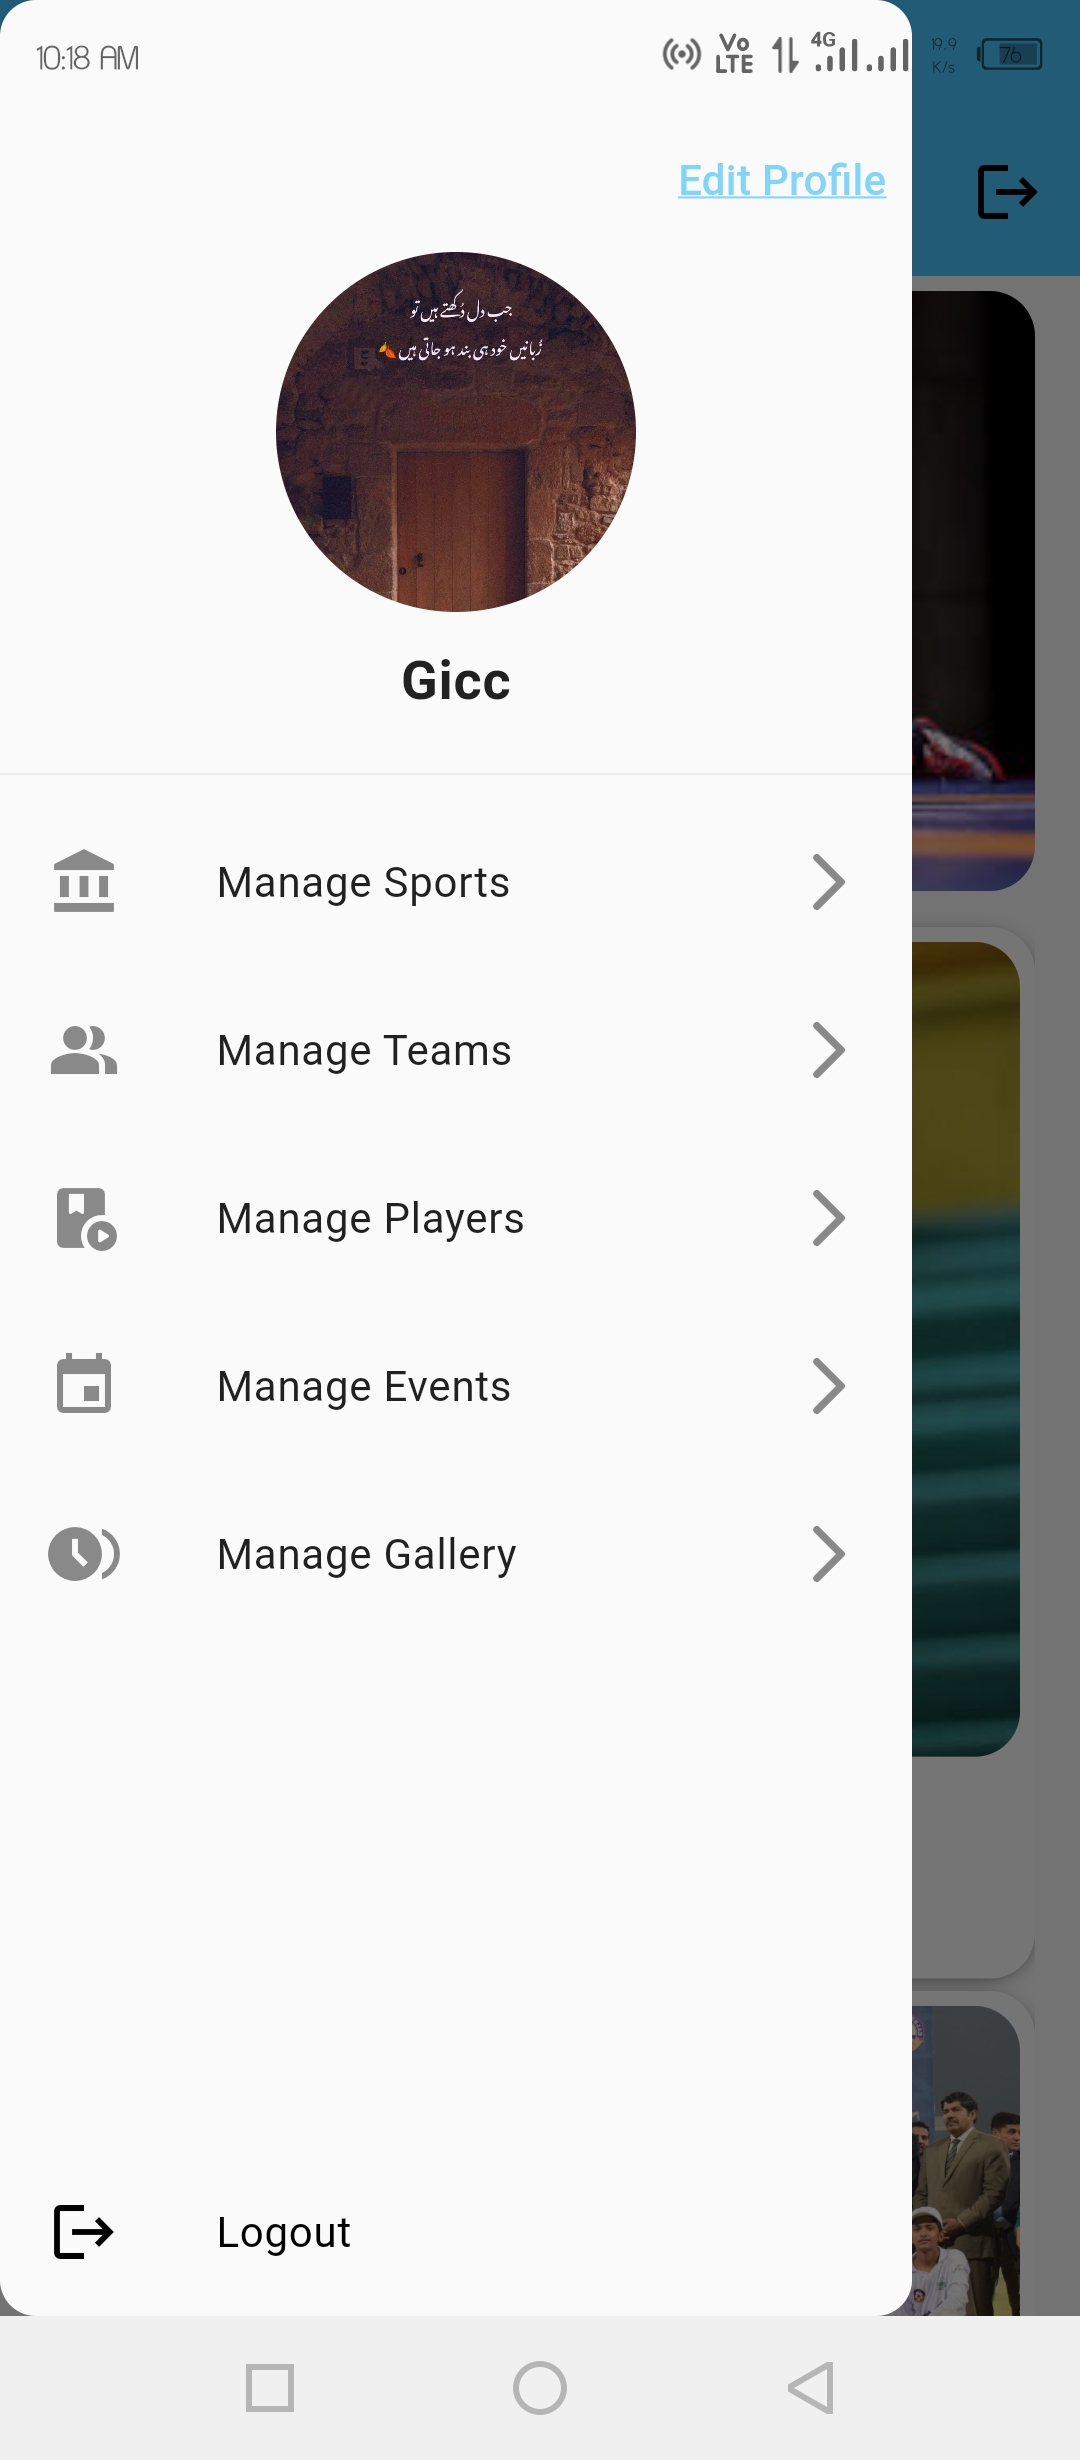 10:18 AM
Vo
LTE
4G
19.9
K/s
76
Edit Profile
جب دل دُکھتے ہیں تو
زُبانیں خود ہی بند ہو جاتی ہیں
Gicc
Manage Sports
Manage Teams
Manage Players
Manage Events
Manage Gallery
Logout